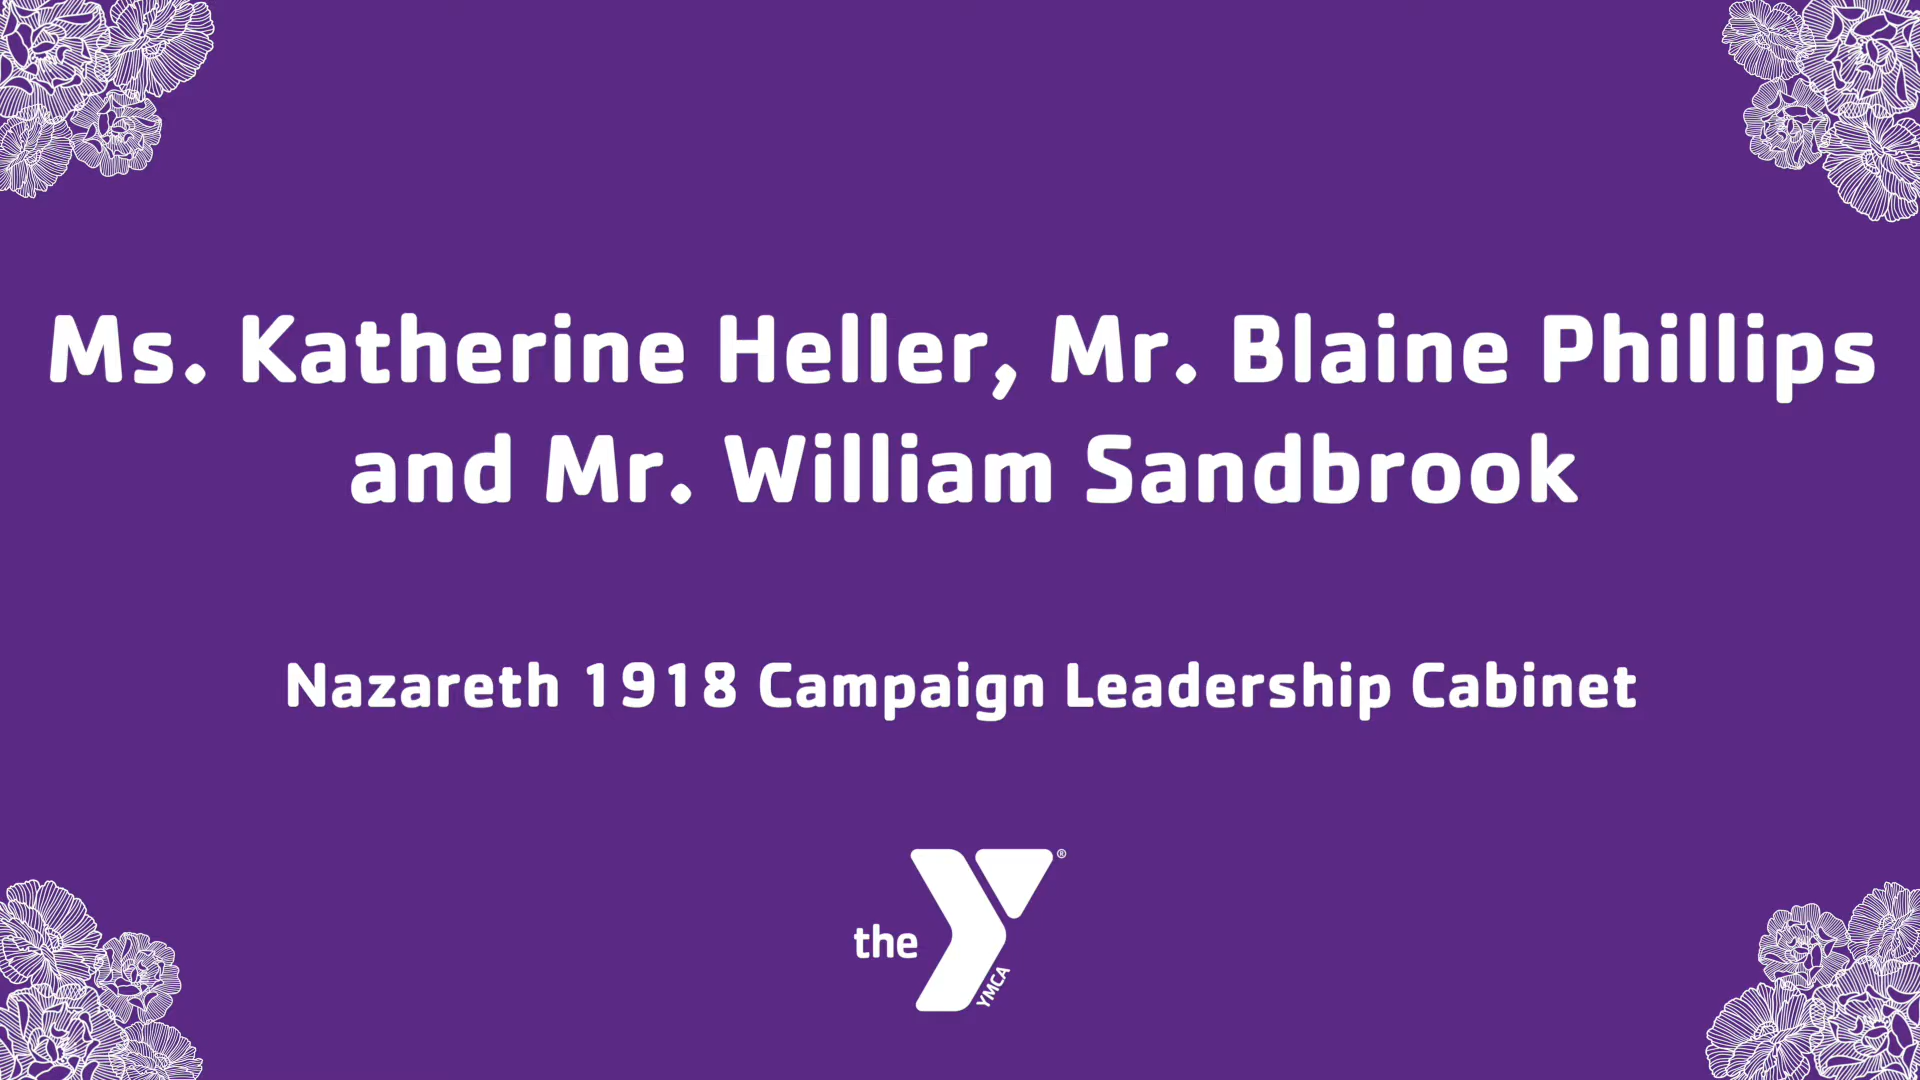 Ms. Katherine Heller, Mr. Blaine Phillips
and Mr. William Sandbrook
Nazareth 1918 Campaign Leadership Cabinet
the Y®
YMCA